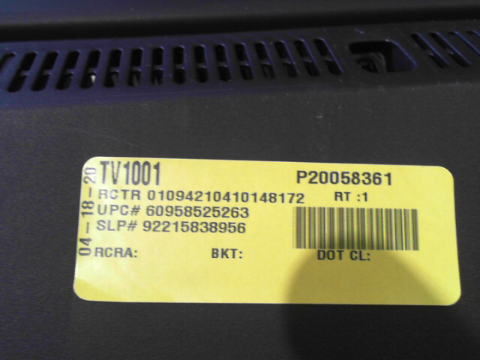 04-18-20
TV1001 P20058361
RCTR 01094210410148172 RT :1
UPC# 60958525263
SLP# 92215838956
RCRA: BKT: DOT CL: